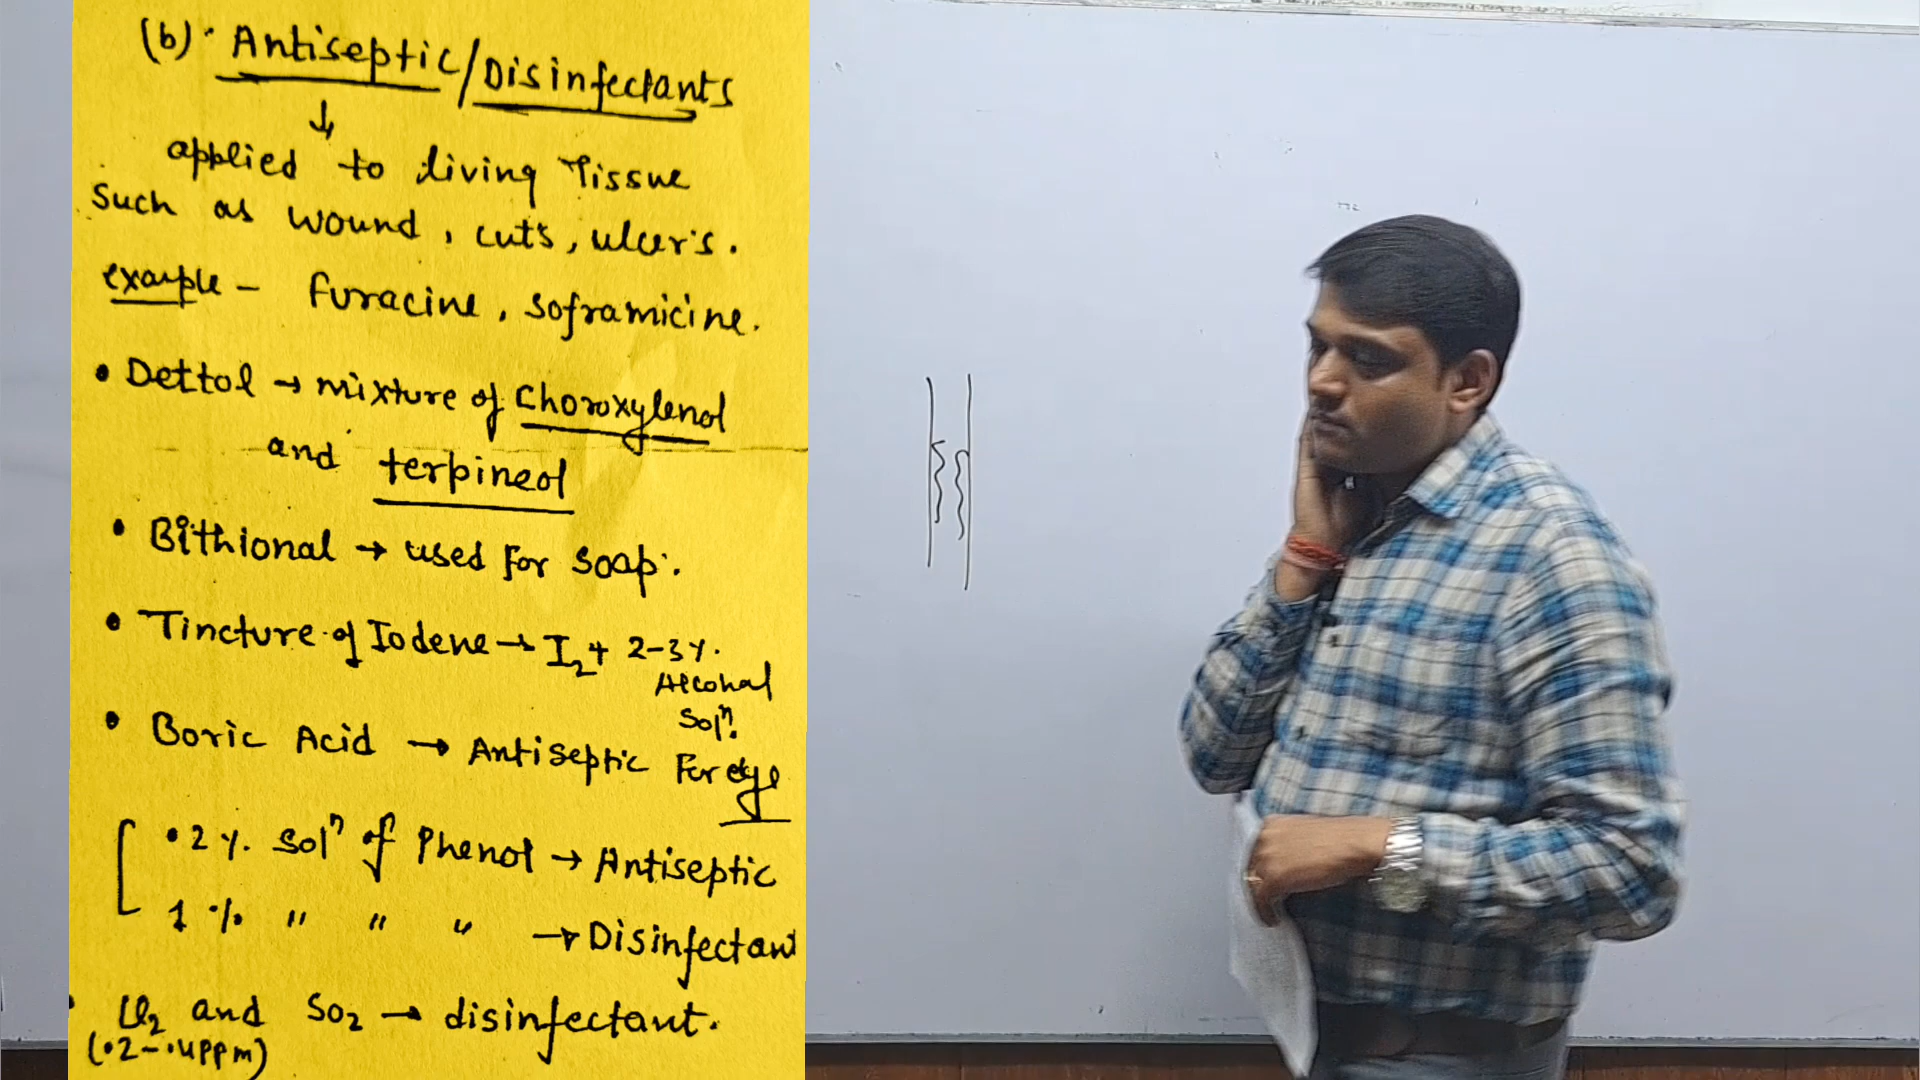 (b). Antiseptic/Disinfectants
↓
applied to living Tissue
Such as wound, cuts, ulcer's.
example - furacine, soframicine.
• Dettol → mixture of Choroxylenol
and terpineol
• Bithional → used for soap.
• Tincture of Iodene → I₂ + 2-3%.
Alcohal
Solⁿ.
• Boric Acid → Antiseptic For eye
.2%. Solⁿ of Phenol → Antiseptic
1% " " " → Disinfectant
Cl₂ and SO₂ → disinfectant.
(.2-.4ppm)